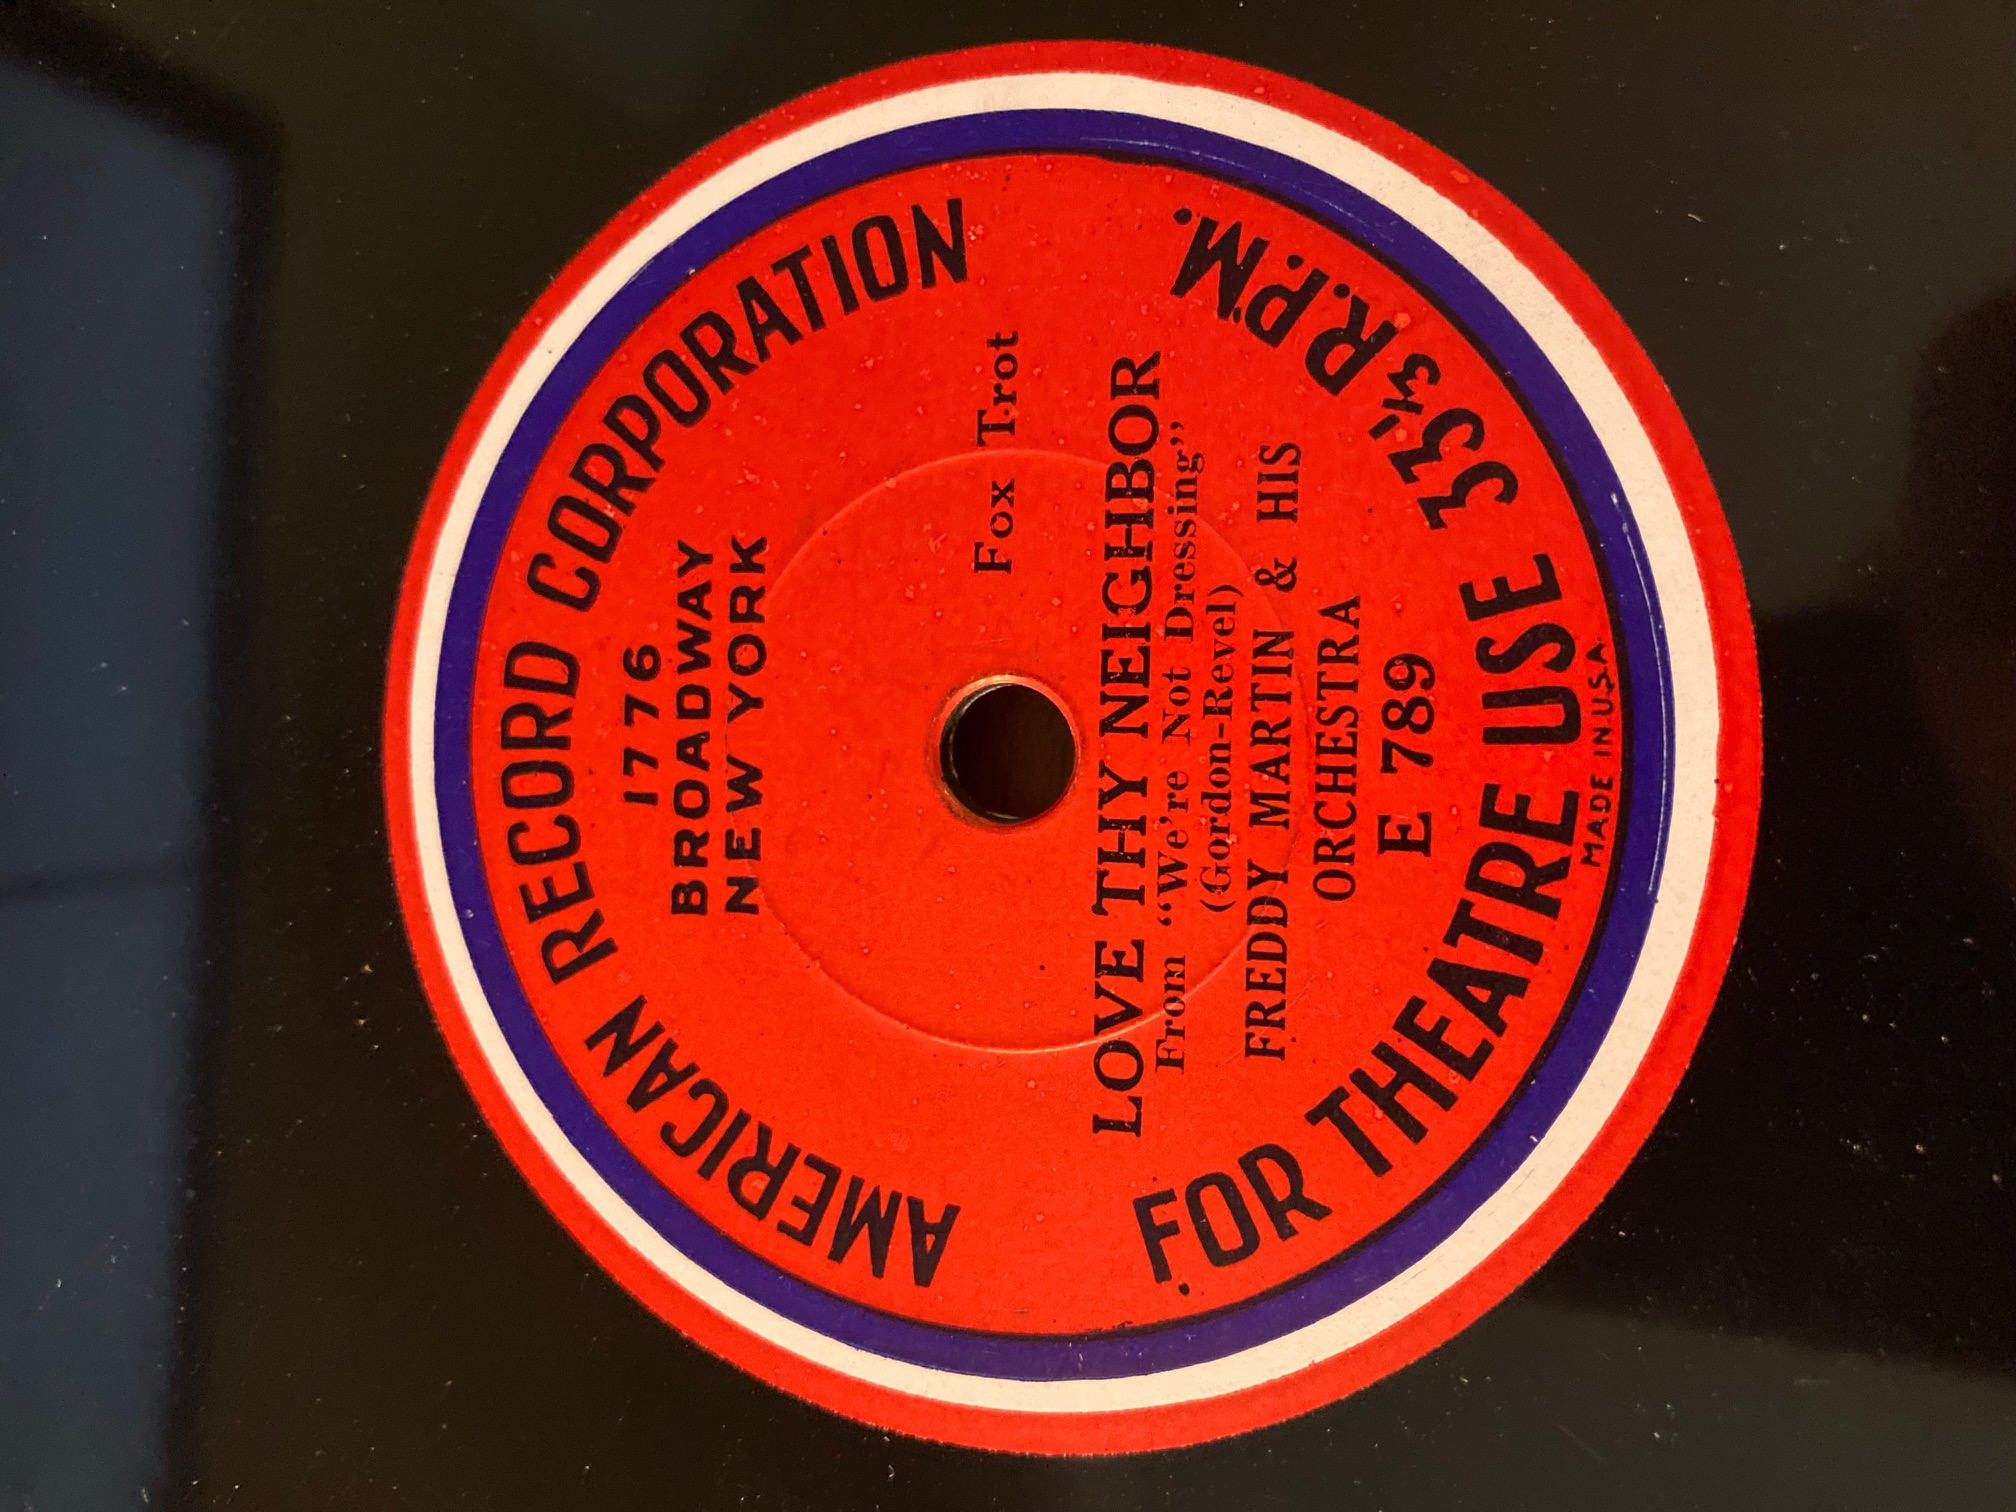 AMERICAN RECORD CORPORATION
1776
BROADWAY
NEW YORK
Fox Trot
LOVE THY NEIGHBOR
From “We're Not Dressing”
(Gordon-Revel)
FREDDY MARTIN & HIS
ORCHESTRA
E 789
FOR THEATRE USE 33⅓ R.P.M.
MADE IN U.S.A